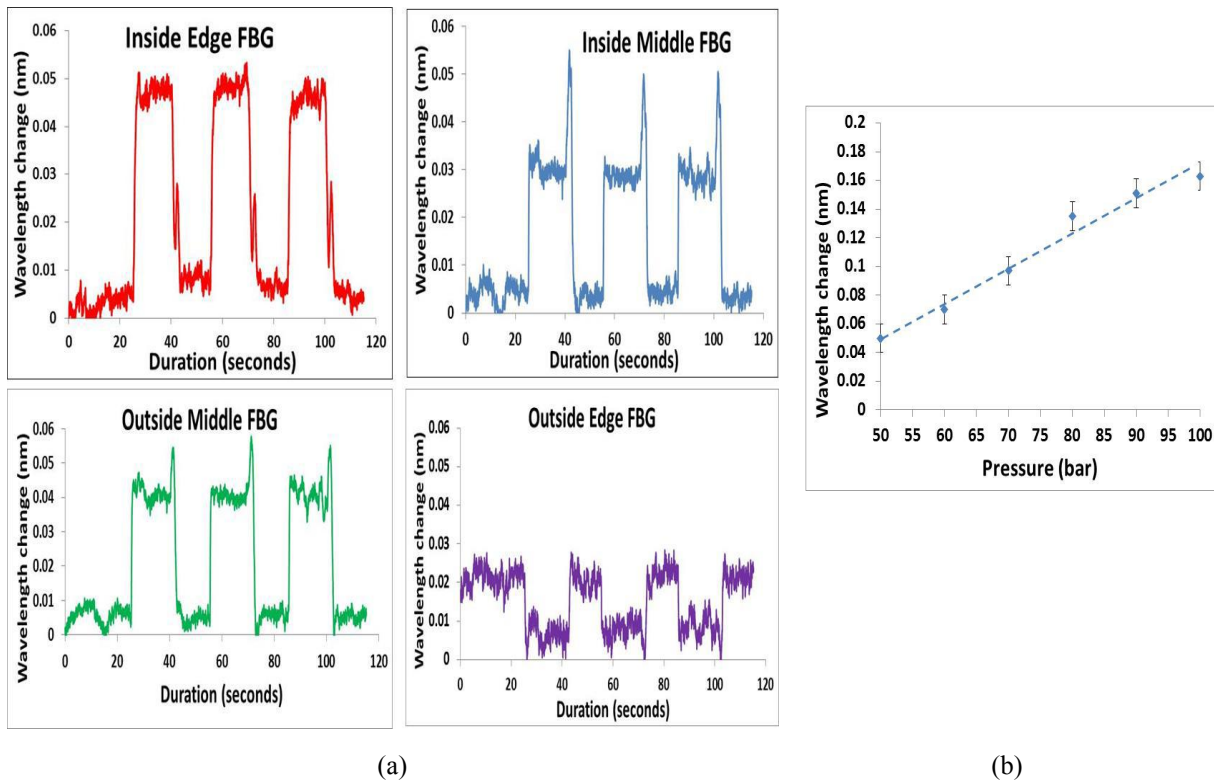 Inside Edge FBG
Wavelength change (nm)
0.06
0.05
0.04
0.03
0.02
0.01
0
0 20 40 60 80 100 120
Duration (seconds)
Inside Middle FBG
Wavelength change (nm)
0.06
0.05
0.04
0.03
0.02
0.01
0
0 20 40 60 80 100 120
Duration (seconds)
Outside Middle FBG
Wavelength change (nm)
0.06
0.05
0.04
0.03
0.02
0.01
0
0 20 40 60 80 100 120
Duration (seconds)
Outside Edge FBG
Wavelength change (nm)
0.06
0.05
0.04
0.03
0.02
0.01
0
0 20 40 60 80 100 120
Duration (seconds)
(a)
Wavelength change (nm)
0.2
0.18
0.16
0.14
0.12
0.1
0.08
0.06
0.04
0.02
0
50 55 60 65 70 75 80 85 90 95 100
Pressure (bar)
(b)